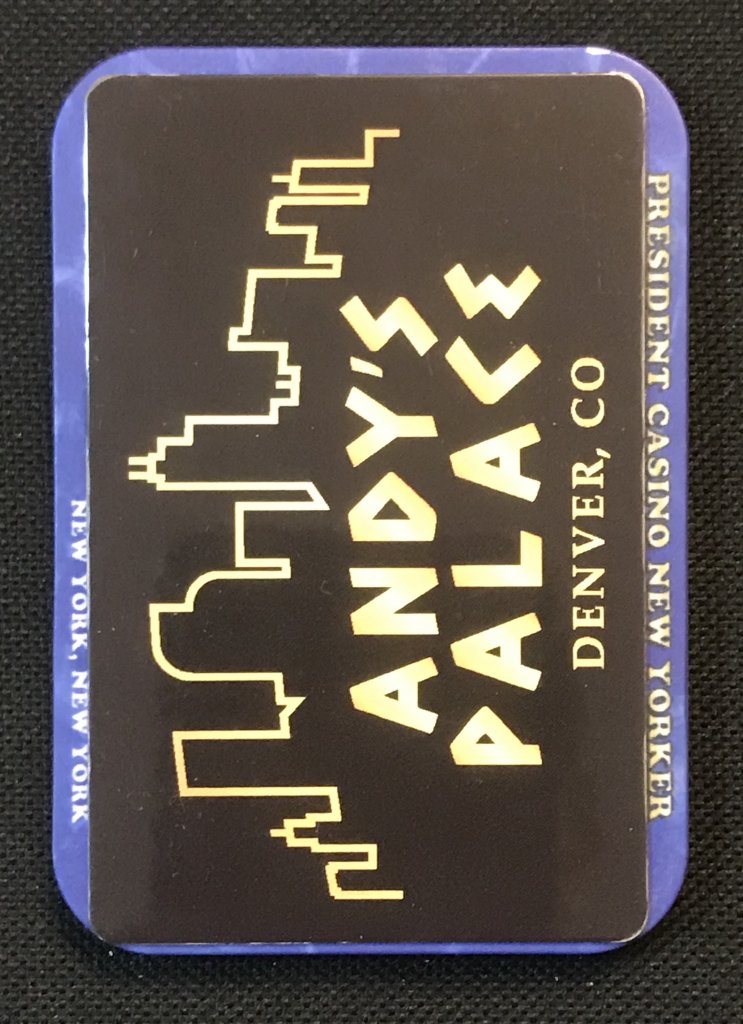 ANDY'S
PALACE
DENVER, CO
PRESIDENT CASINO NEW YORKER
NEW YORK, NEW YORK